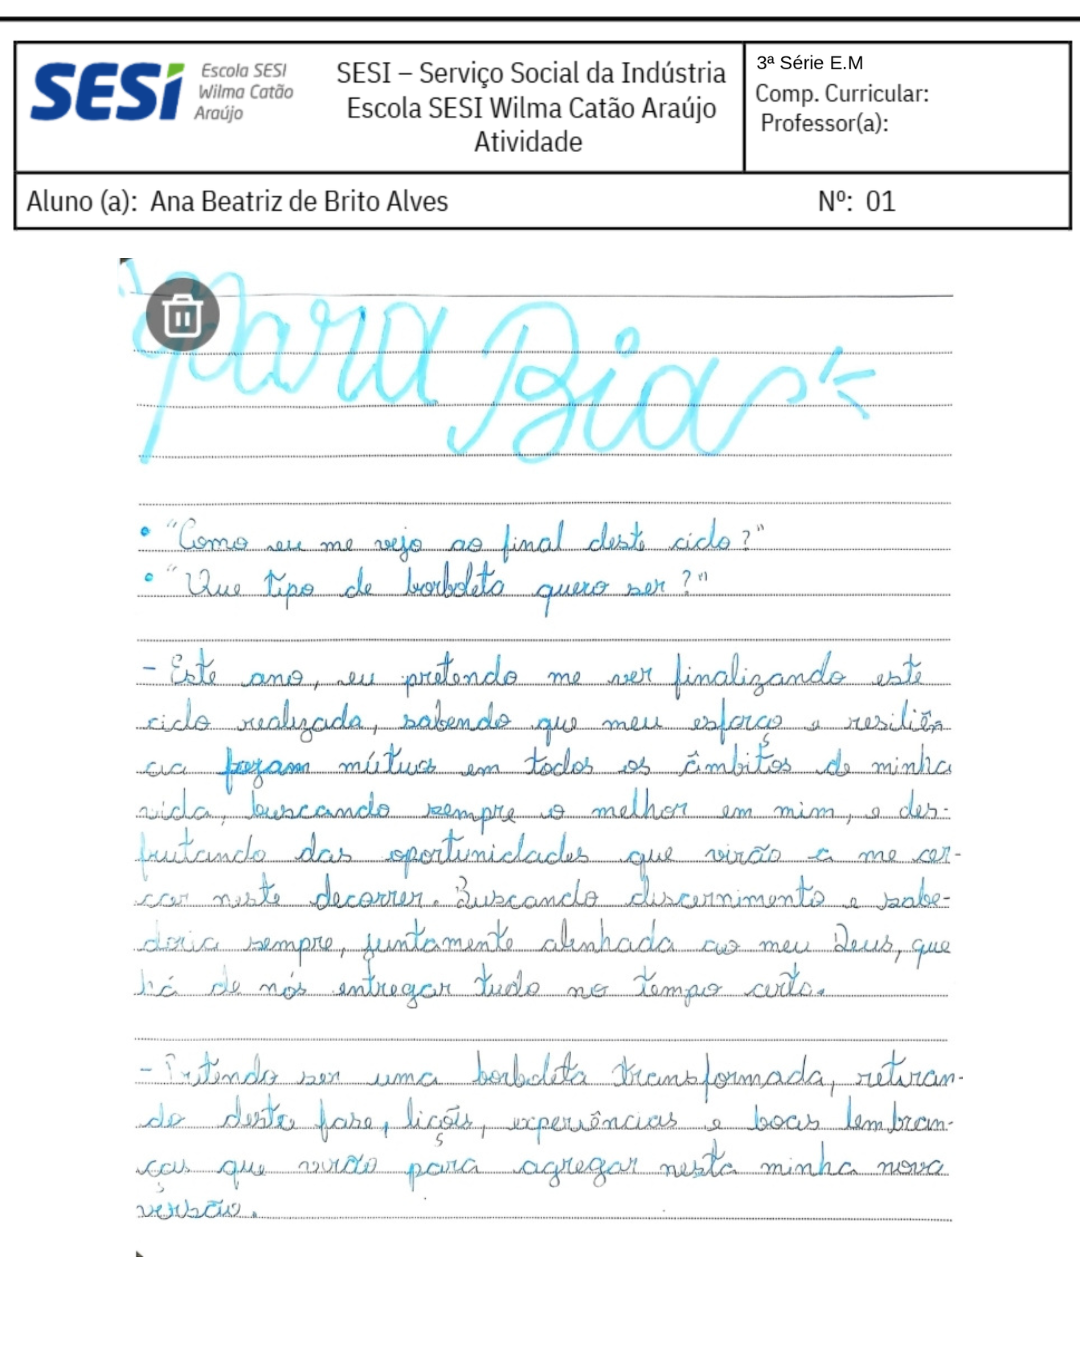 SESI Escola SESI
Wilma Catão
Araújo
SESI – Serviço Social da Indústria
Escola SESI Wilma Catão Araújo
Atividade
3ª Série E.M
Comp. Curricular:
Professor(a):
Aluno (a): Ana Beatriz de Brito Alves Nº: 01
Para Bia
• "Como eu me vejo ao final deste ciclo?"
• "Que tipo de borboleta quero ser?"
- Este ano, eu pretendo me ver finalizando este
ciclo realizada, sabendo que meu esforço e resiliên
cia foram mútuos em todos os âmbitos de minha
vida, buscando sempre o melhor em mim, e des-
frutando das oportunidades que virão a me cer-
car neste decorrer. Buscando discernimento e sabe-
doria sempre, juntamente alinhada ao meu Deus, que
há de nós entregar tudo no tempo certo.
- Pretendo ser uma borboleta transformada, retiran-
do desta fase, lições, experiências e boas lembran-
ças que virão para agregar nesta minha nova
versão.